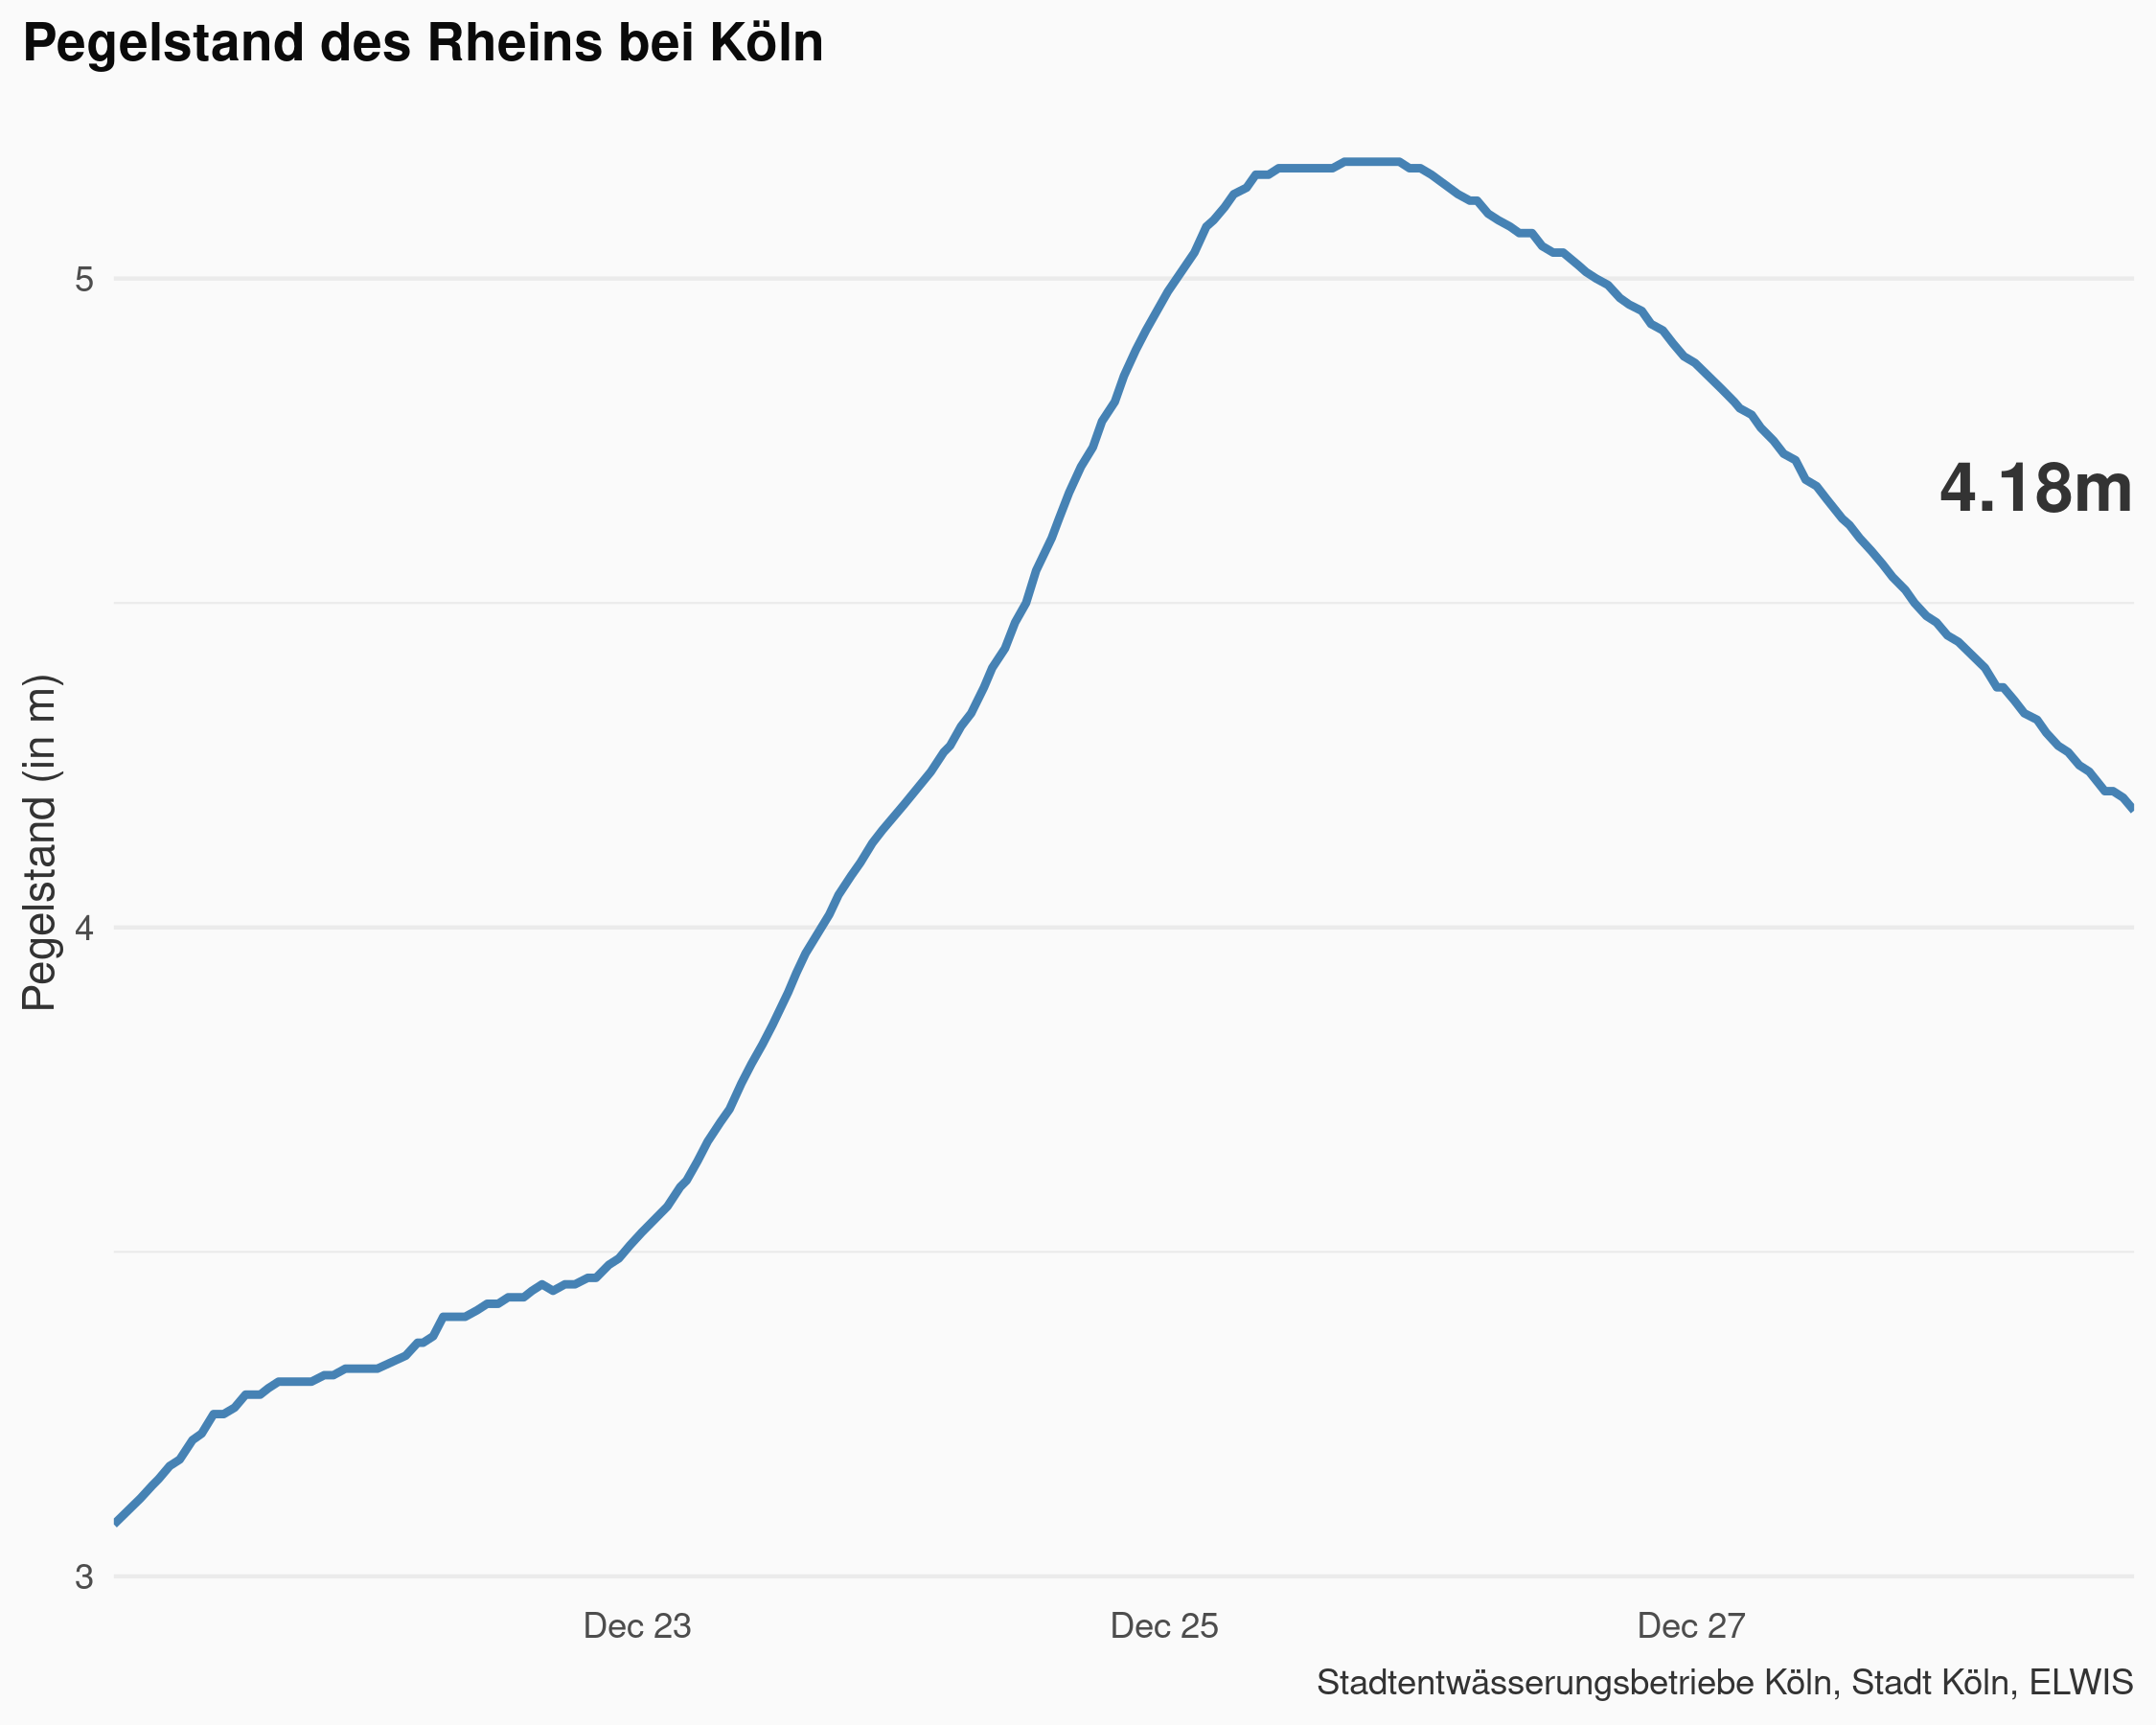 Pegelstand des Rheins bei Köln
Pegelstand (in m)
5
4
3
4.18m
Dec 23
Dec 25
Dec 27
Stadtentwässerungsbetriebe Köln, Stadt Köln, ELWIS